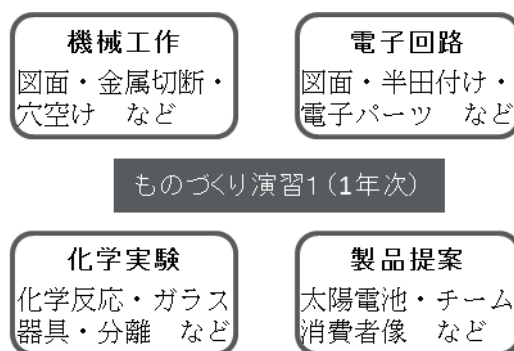 機械工作
図面・金属切断・
穴空け　など
電子回路
図面・半田付け・
電子パーツ　など
ものづくり演習1（1年次）
化学実験
化学反応・ガラス
器具・分離　など
製品提案
太陽電池・チーム
消費者像　など